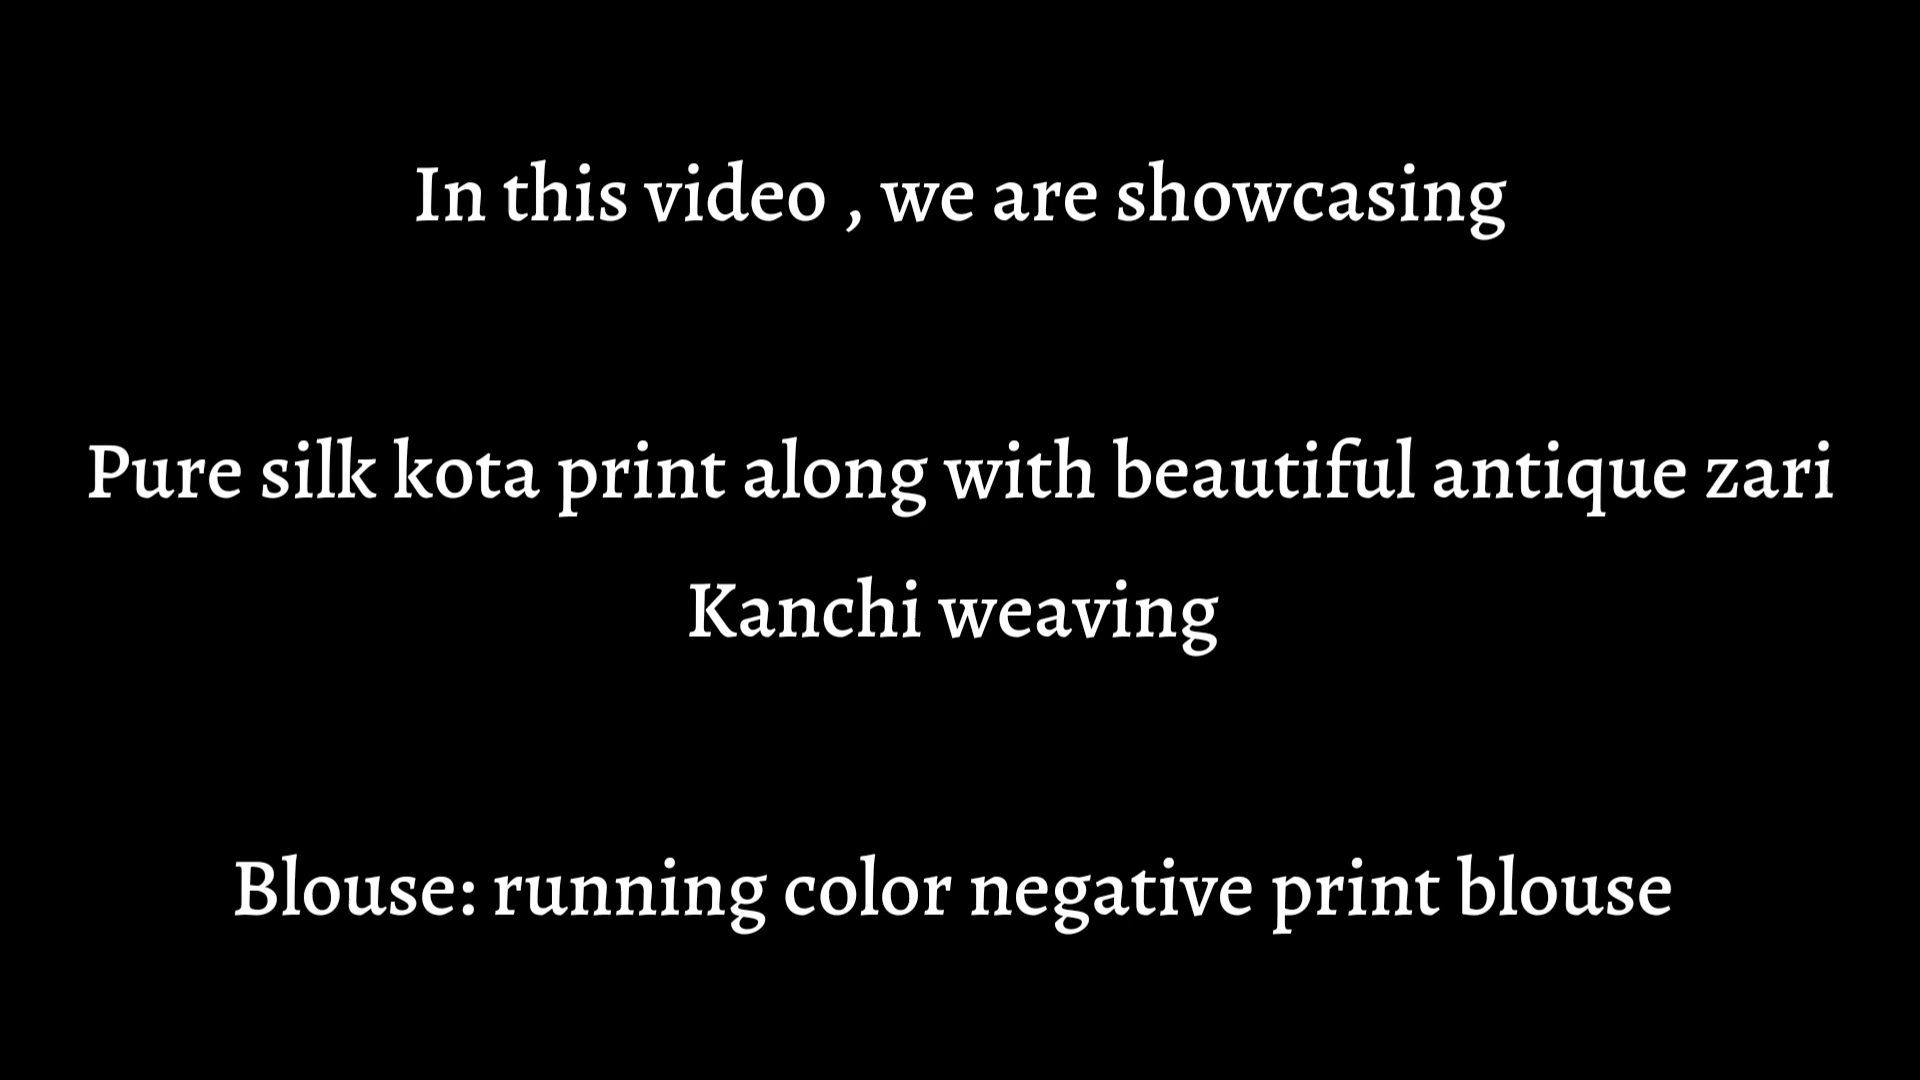 In this video , we are showcasing
Pure silk kota print along with beautiful antique zari
Kanchi weaving
Blouse: running color negative print blouse